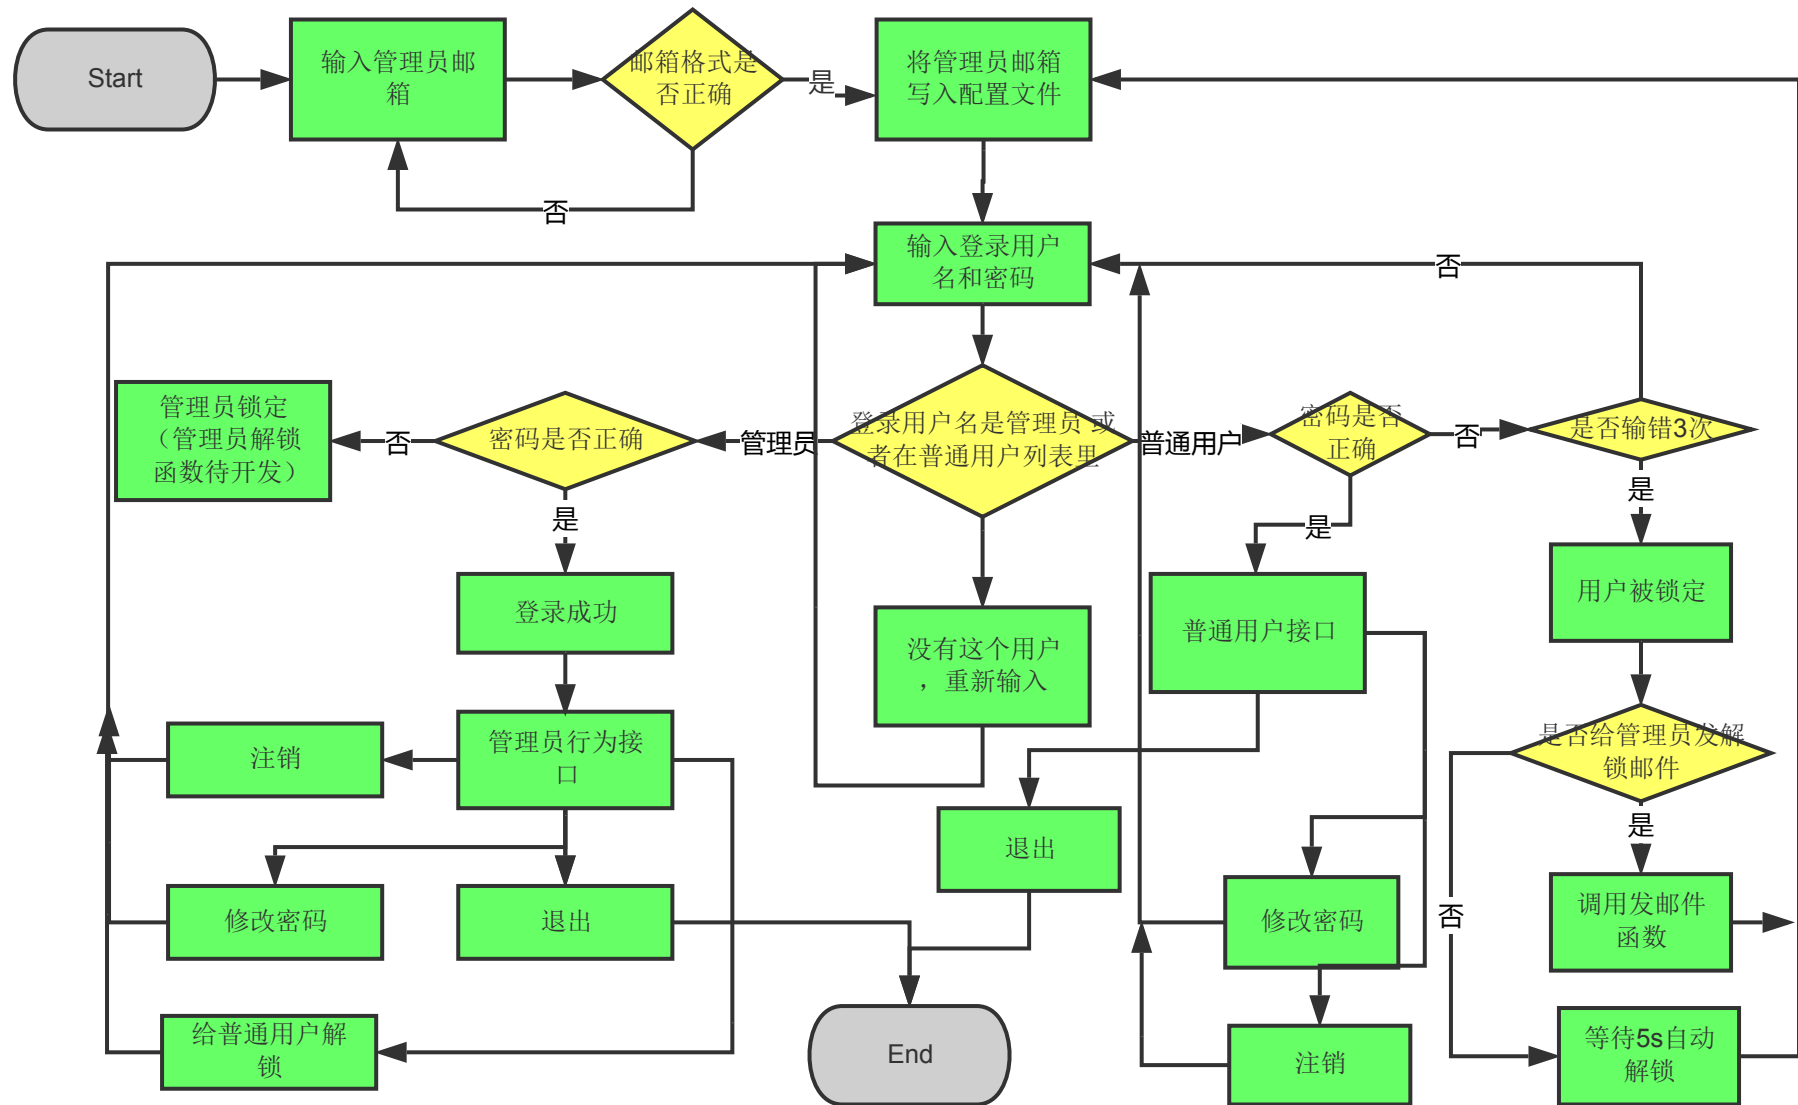 Start
输入管理员邮
箱
邮箱格式是
否正确
是
将管理员邮箱
写入配置文件
否
输入登录用户
名和密码
否
管理员锁定
（管理员解锁
函数待开发）
否
密码是否正确
管理员
登录用户名是管理员 或
者在普通用户列表里
普通用户
密码是否
正确
否
是否输错3次
是
是
是
登录成功
没有这个用户
，重新输入
普通用户接口
用户被锁定
注销
管理员行为接
口
是否给管理员发解
锁邮件
是
否
修改密码
退出
退出
修改密码
调用发邮件
函数
给普通用户解
锁
End
注销
等待5s自动
解锁